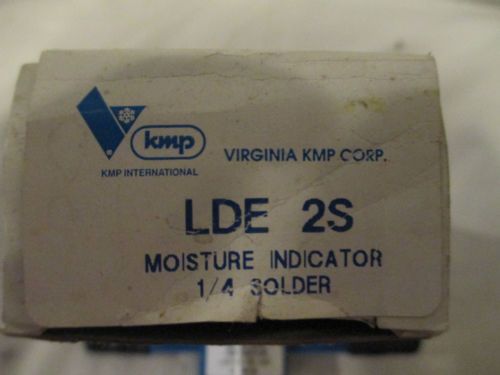 kmp
KMP INTERNATIONAL
VIRGINIA KMP CORP.
LDE 2S
MOISTURE INDICATOR
1/4 SOLDER